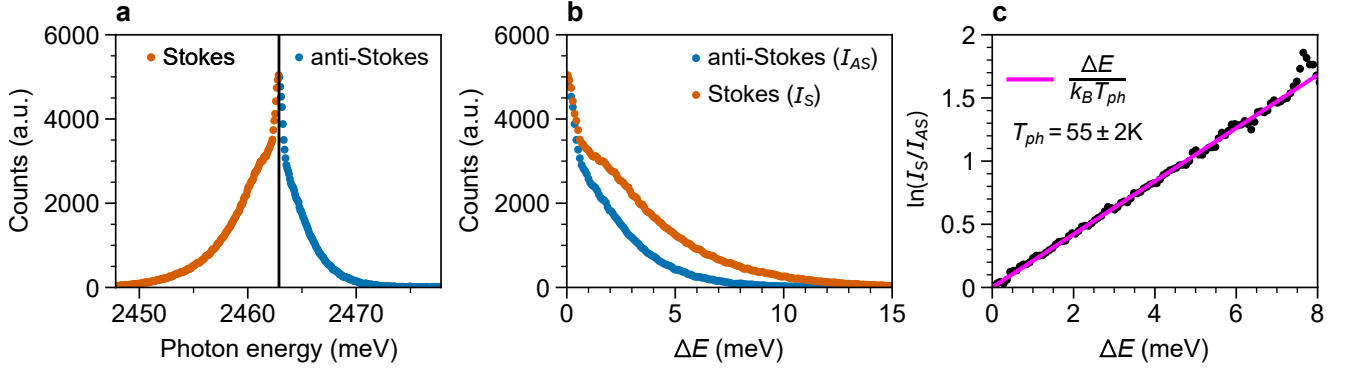 a
Stokes
anti-Stokes
6000
4000
2000
0
Counts (a.u.)
2450
2460
2470
Photon energy (meV)
b
anti-Stokes (I_AS)
Stokes (I_S)
6000
4000
2000
0
Counts (a.u.)
0
5
10
15
ΔE (meV)
c
ΔE
k_BT_ph
T_ph = 55 ± 2K
2
1.5
1
0.5
0
ln(I_S/I_AS)
0
2
4
6
8
ΔE (meV)